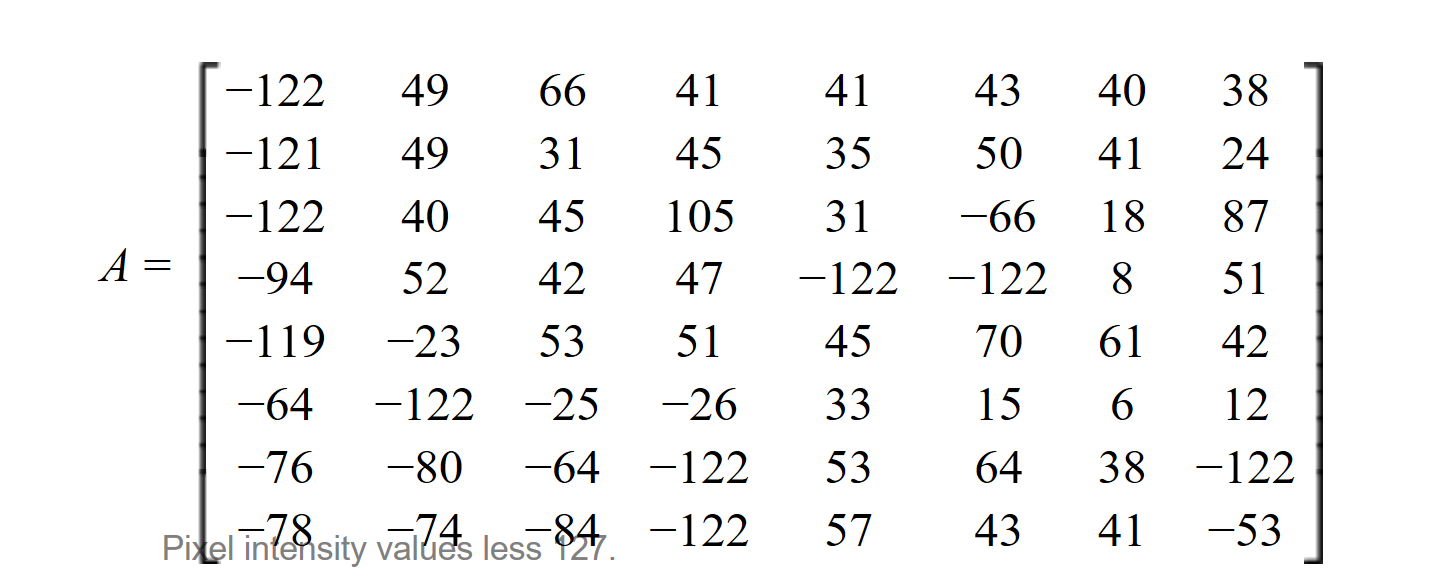 −122 49 66 41 41 43 40 38
−121 49 31 45 35 50 41 24
−122 40 45 105 31 −66 18 87
A = −94 52 42 47 −122 −122 8 51
−119 −23 53 51 45 70 61 42
−64 −122 −25 −26 33 15 6 12
−76 −80 −64 −122 53 64 38 −122
−78 −74 −84 −122 57 43 41 −53
Pixel intensity values less 127.